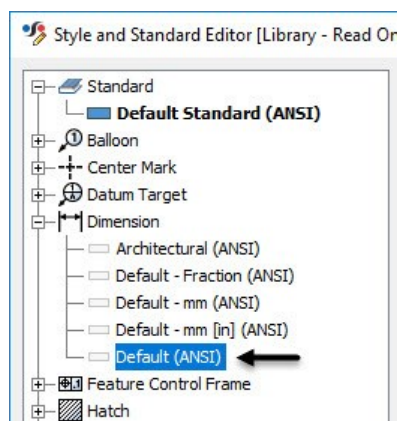 Style and Standard Editor [Library - Read On
Standard
Default Standard (ANSI)
Balloon
Center Mark
Datum Target
Dimension
Architectural (ANSI)
Default - Fraction (ANSI)
Default - mm (ANSI)
Default - mm [in] (ANSI)
Default (ANSI)
Feature Control Frame
Hatch